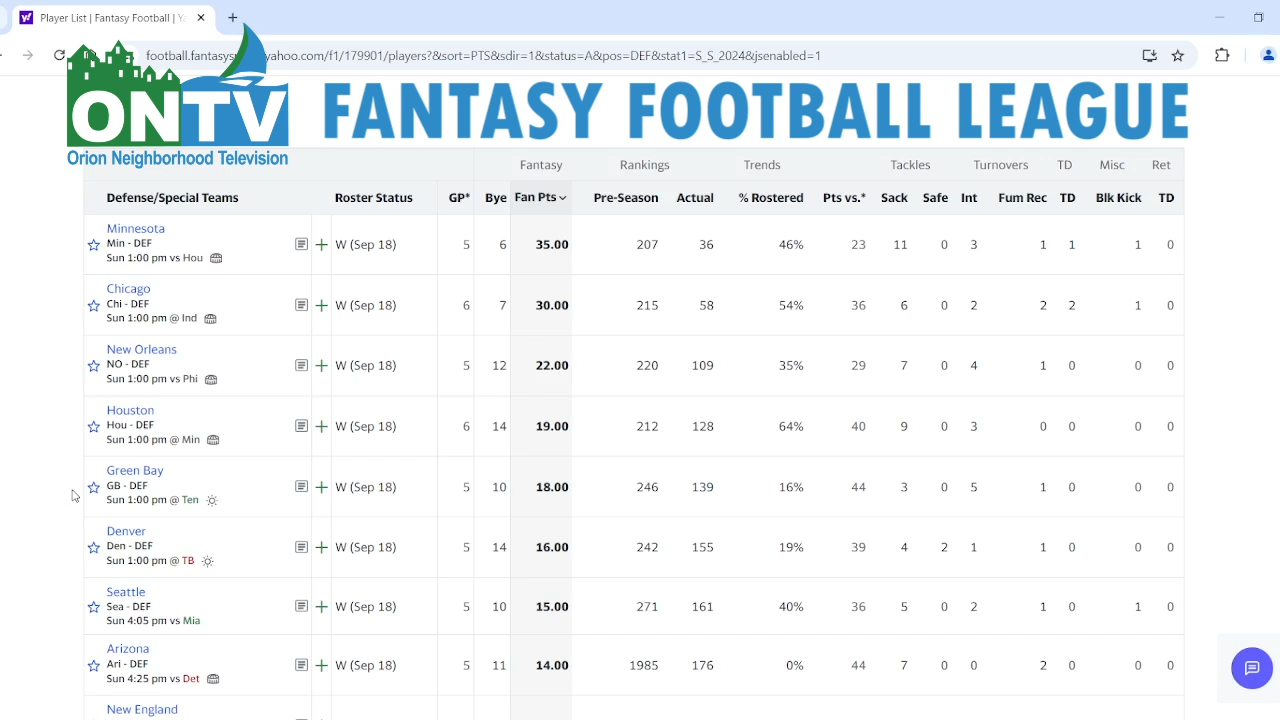 Player List | Fantasy Football | Ya
football.fantasys yahoo.com/f1/179901/players?&sort=PTS&sdir=1&status=A&pos=DEF&stat1=S_S_2024&jsenabled=1
ONTV
Orion Neighborhood Television
FANTASY FOOTBALL LEAGUE
Fantasy Rankings Trends Tackles Turnovers TD Misc Ret
Defense/Special Teams Roster Status GP* Bye Fan Pts Pre-Season Actual % Rostered Pts vs.* Sack Safe Int Fum Rec TD Blk Kick TD
Minnesota
Min - DEF
Sun 1:00 pm vs Hou
W (Sep 18) 5 6 35.00 207 36 46% 23 11 0 3 1 1 1 0
Chicago
Chi - DEF
Sun 1:00 pm @ Ind
W (Sep 18) 6 7 30.00 215 58 54% 36 6 0 2 2 2 1 0
New Orleans
NO - DEF
Sun 1:00 pm vs Phi
W (Sep 18) 5 12 22.00 220 109 35% 29 7 0 4 1 0 0 0
Houston
Hou - DEF
Sun 1:00 pm @ Min
W (Sep 18) 6 14 19.00 212 128 64% 40 9 0 3 0 0 0 0
Green Bay
GB - DEF
Sun 1:00 pm @ Ten
W (Sep 18) 5 10 18.00 246 139 16% 44 3 0 5 1 0 0 0
Denver
Den - DEF
Sun 1:00 pm @ TB
W (Sep 18) 5 14 16.00 242 155 19% 39 4 2 1 1 0 0 0
Seattle
Sea - DEF
Sun 4:05 pm vs Mia
W (Sep 18) 5 10 15.00 271 161 40% 36 5 0 2 1 0 1 0
Arizona
Ari - DEF
Sun 4:25 pm vs Det
W (Sep 18) 5 11 14.00 1985 176 0% 44 7 0 0 2 0 0 0
New England